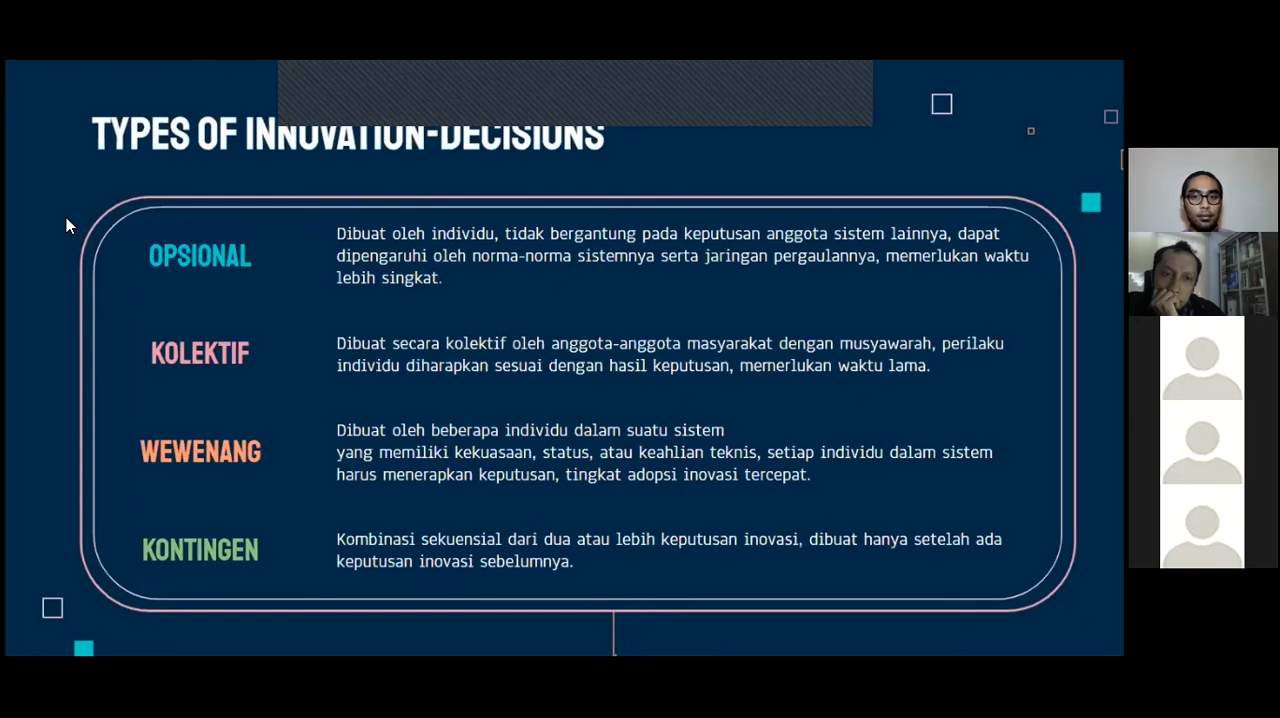 TYPES OF INNOVATION-DECISIONS
OPSIONAL
Dibuat oleh individu, tidak bergantung pada keputusan anggota sistem lainnya, dapat
dipengaruhi oleh norma-norma sistemnya serta jaringan pergaulannya, memerlukan waktu
lebih singkat.
KOLEKTIF
Dibuat secara kolektif oleh anggota-anggota masyarakat dengan musyawarah, perilaku
individu diharapkan sesuai dengan hasil keputusan, memerlukan waktu lama.
WEWENANG
Dibuat oleh beberapa individu dalam suatu sistem
yang memiliki kekuasaan, status, atau keahlian teknis, setiap individu dalam sistem
harus menerapkan keputusan, tingkat adopsi inovasi tercepat.
KONTINGEN
Kombinasi sekuensial dari dua atau lebih keputusan inovasi, dibuat hanya setelah ada
keputusan inovasi sebelumnya.